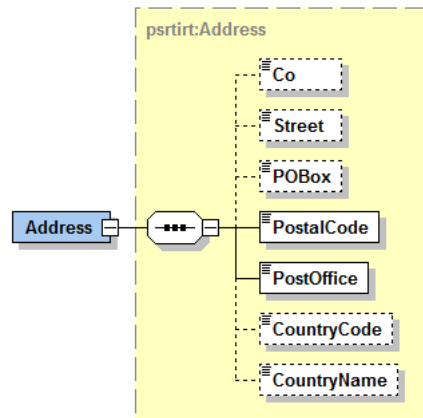 psrtirt:Address
Co
Street
POBox
Address
PostalCode
PostOffice
CountryCode
CountryName